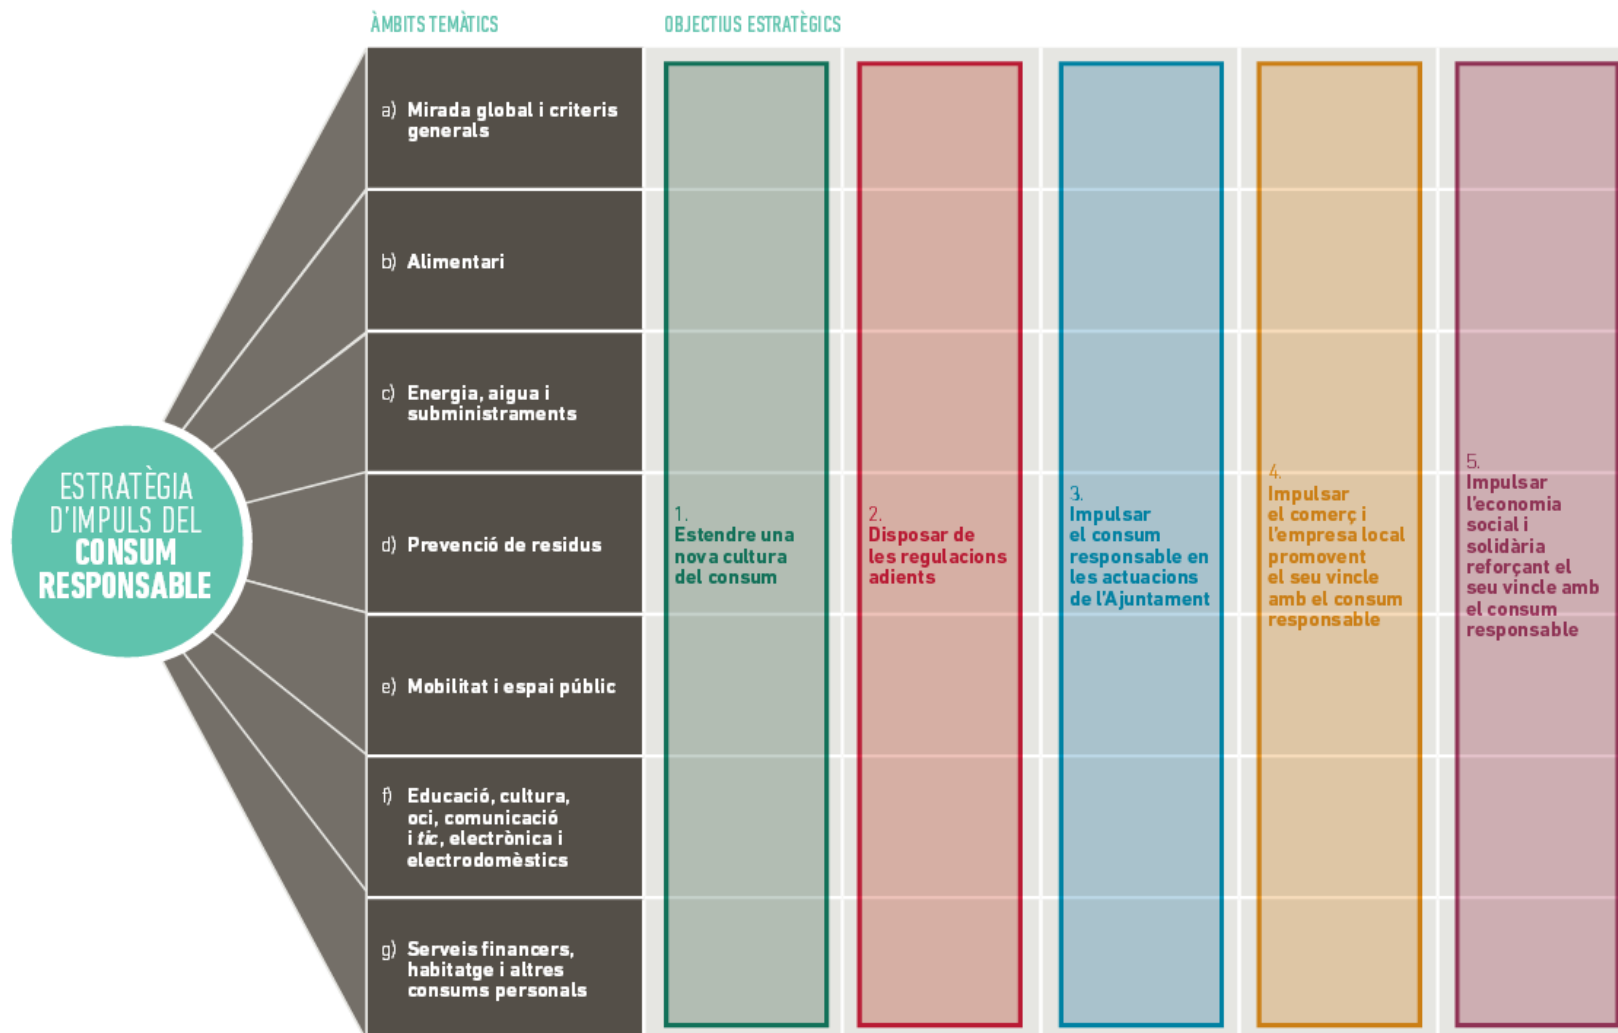 ÀMBITS TEMÀTICS
OBJECTIUS ESTRATÈGICS
ESTRATÈGIA
D'IMPULS DEL
CONSUM
RESPONSABLE
a) Mirada global i criteris
generals
b) Alimentari
c) Energia, aigua i
subministraments
d) Prevenció de residus
e) Mobilitat i espai públic
f) Educació, cultura,
oci, comunicació
i tic, electrònica i
electrodomèstics
g) Serveis financers,
habitatge i altres
consums personals
1.
Estendre una
nova cultura
del consum
2.
Disposar de
les regulacions
adients
3.
Impulsar
el consum
responsable en
les actuacions
de l'Ajuntament
4.
Impulsar
el comerç i
l'empresa local
promovent
el seu vincle
amb el consum
responsable
5.
Impulsar
l'economia
social i
solidària
reforçant el
seu vincle amb
el consum
responsable